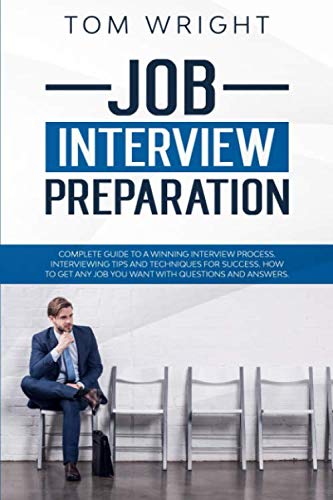 TOM WRIGHT
JOB
INTERVIEW
PREPARATION
COMPLETE GUIDE TO A WINNING INTERVIEW PROCESS.
INTERVIEWING TIPS AND TECHNIQUES FOR SUCCESS. HOW
TO GET ANY JOB YOU WANT WITH QUESTIONS AND ANSWERS.